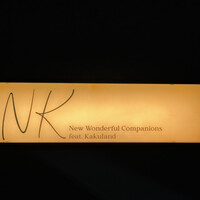 NK
New Wonderful Companions
feat. Kakuland